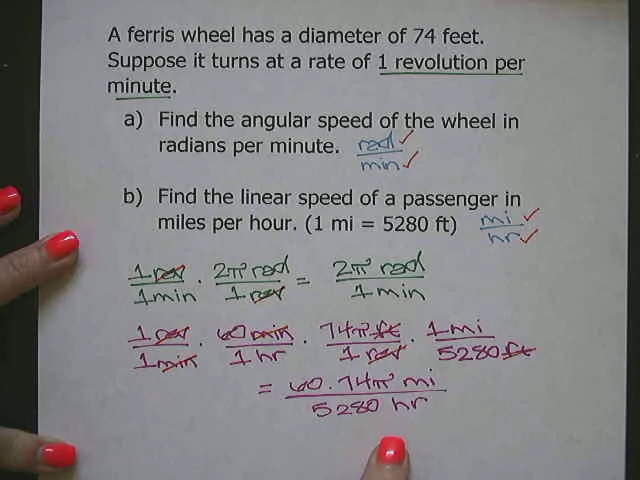 A ferris wheel has a diameter of 74 feet.
Suppose it turns at a rate of 1 revolution per
minute.
a) Find the angular speed of the wheel in
radians per minute. rad/min ✓✓
b) Find the linear speed of a passenger in
miles per hour. (1 mi = 5280 ft) mi/hr ✓✓
1 rev/1 min · 2π rad/1 rev = 2π rad/1 min
1 rev/1 min · 60 min/1 hr · 74π ft/1 rev · 1 mi/5280 ft
= 60·74π mi/5280 hr